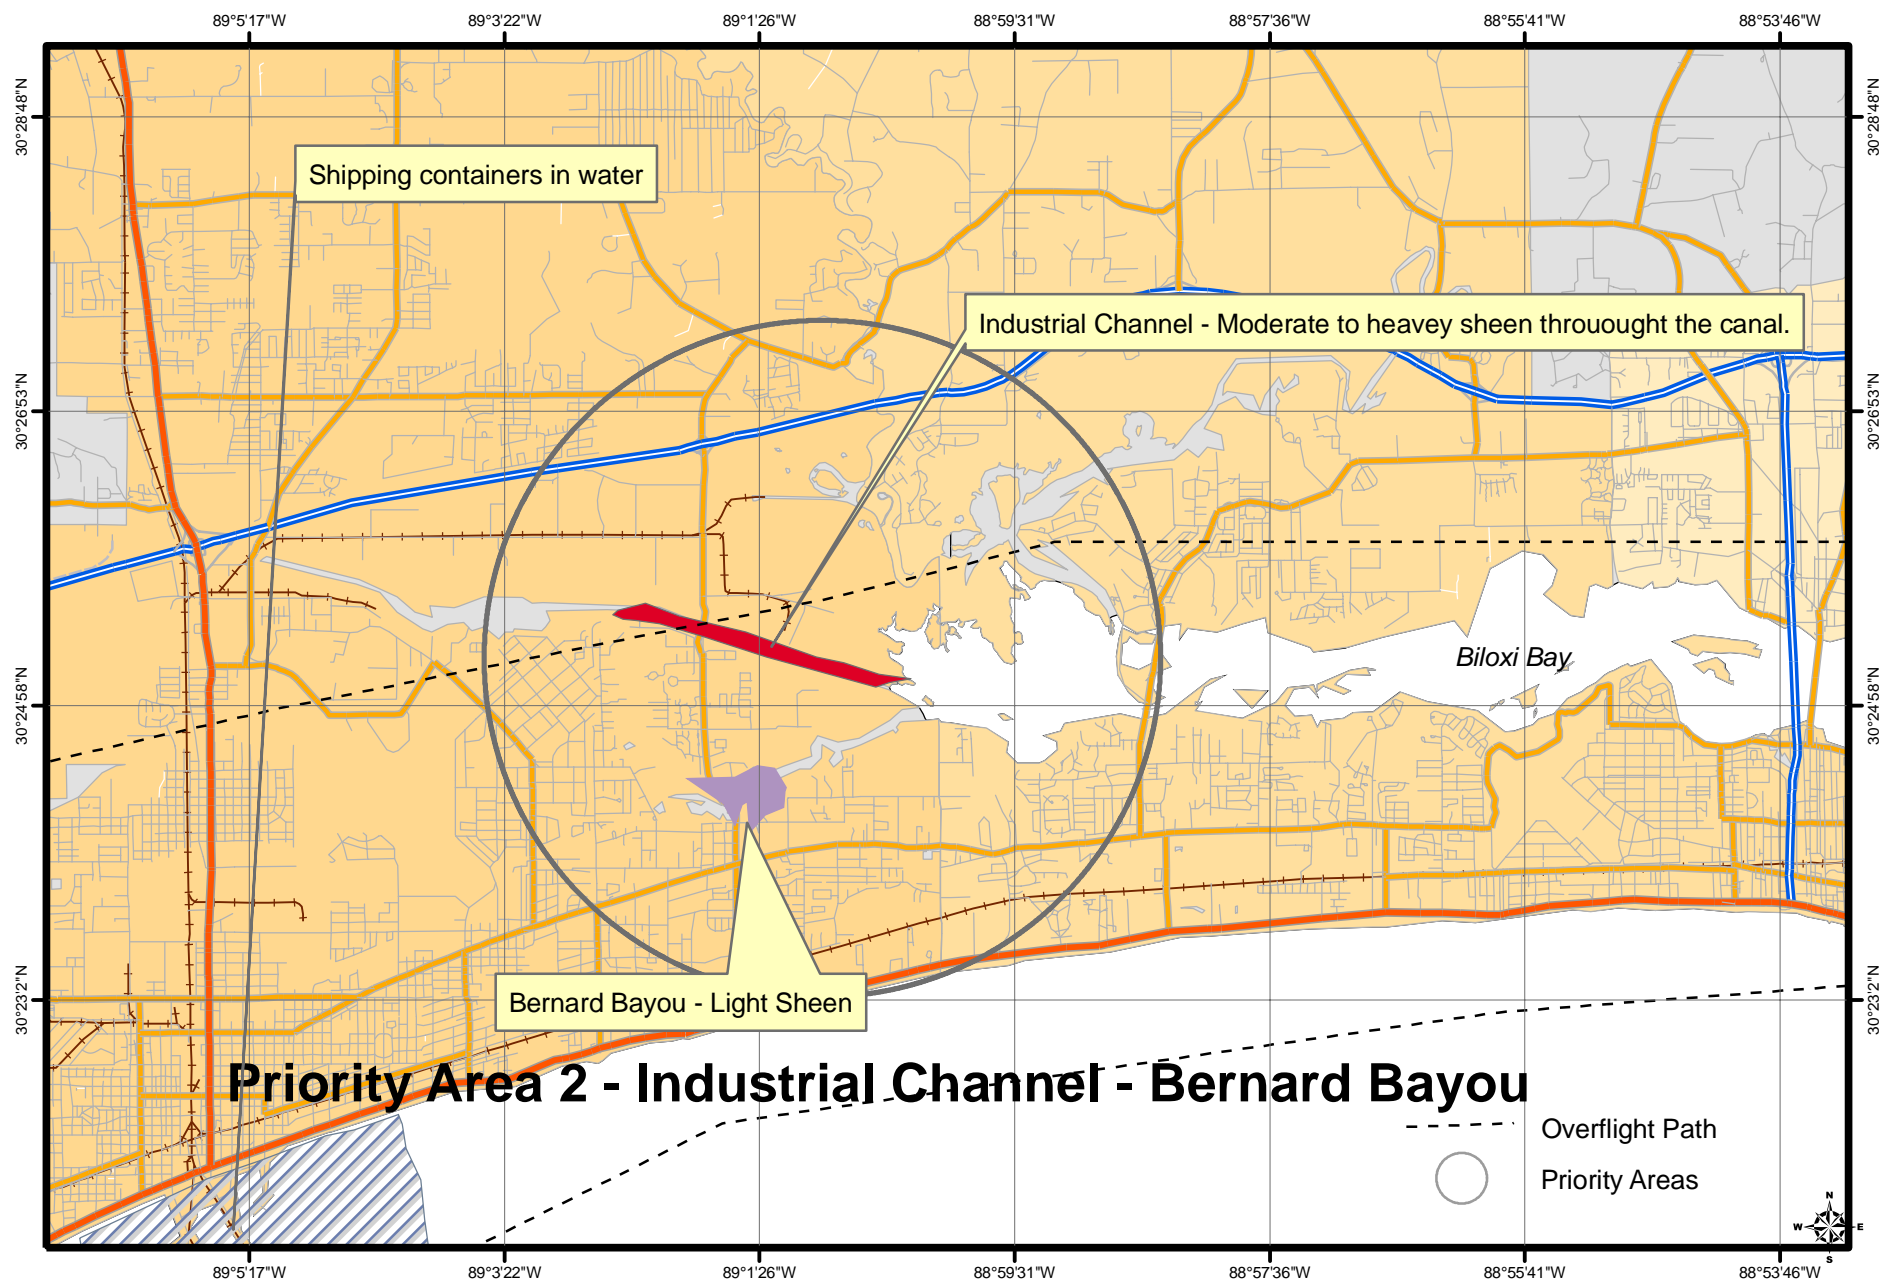 89°5'17"W 89°3'22"W 89°1'26"W 88°59'31"W 88°57'36"W 88°55'41"W 88°53'46"W
30°28'48"N 30°28'48"N
Shipping containers in water
Industrial Channel - Moderate to heavey sheen throuought the canal.
30°26'53"N 30°26'53"N
Biloxi Bay
30°24'58"N 30°24'58"N
Bernard Bayou - Light Sheen
30°23'2"N 30°23'2"N
Priority Area 2 - Industrial Channel - Bernard Bayou
Overflight Path
Priority Areas
N
W E
S
89°5'17"W 89°3'22"W 89°1'26"W 88°59'31"W 88°57'36"W 88°55'41"W 88°53'46"W